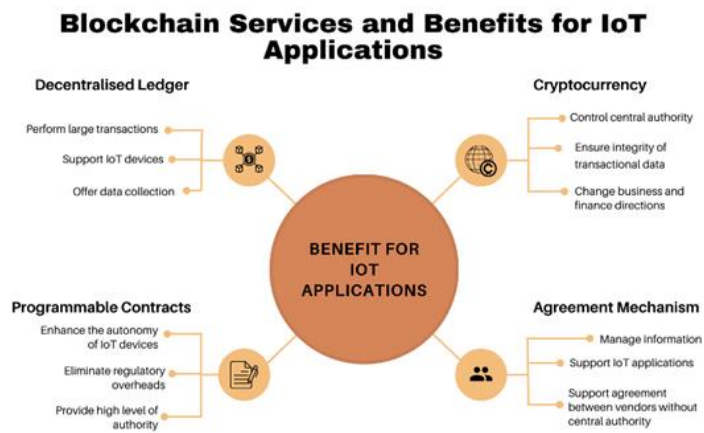 Blockchain Services and Benefits for IoT
Applications
Decentralised Ledger
Perform large transactions
Support IoT devices
Offer data collection
Cryptocurrency
Control central authority
Ensure integrity of
transactional data
Change business and
finance directions
BENEFIT FOR
IOT
APPLICATIONS
Programmable Contracts
Enhance the autonomy
of IoT devices
Eliminate regulatory
overheads
Provide high level of
authority
Agreement Mechanism
Manage information
Support IoT applications
Support agreement
between vendors without
central authority